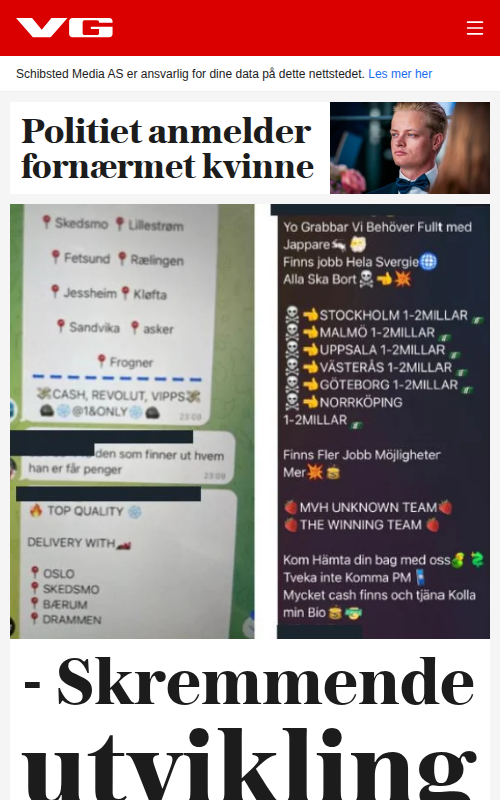 VG
Schibsted Media AS er ansvarlig for dine data på dette nettstedet. Les mer her
Politiet anmelder
fornærmet kvinne
📍Skedsmo 📍Lillestrøm
📍Fetsund 📍Rælingen
📍Jessheim📍Kløfta
📍Sandvika 📍asker
📍Frogner
💸CASH, REVOLUT, VIPPS💸
@1&ONLY
23:09
den som finner ut hvem
han er får penger
23:09
🔥 TOP QUALITY ❄️
DELIVERY WITH🏎️
📍OSLO
📍SKEDSMO
📍BÆRUM
📍DRAMMEN
Yo Grabbar Vi Behöver Fullt med
Jappare
Finns jobb Hela Svergie🌐
Alla Ska Bort☠️👉💥
☠️👉STOCKHOLM 1-2MILLAR 💸
☠️👉MALMÖ 1-2MILLAR 💸
☠️👉UPPSALA 1-2MILLAR 💸
☠️👉VÄSTERÅS 1-2MILLAR 💸
☠️👉GÖTEBORG 1-2MILLAR 💸
☠️👉NORRKÖPING
1-2MILLAR 💸
Finns Fler Jobb Möjligheter
Mer💥🍔
🍓MVH UNKNOWN TEAM🍓
🍓THE WINNING TEAM 🍓
Kom Hämta din bag med oss
Tveka inte Komma PM
Mycket cash finns och tjäna Kolla
min Bio🍔
- Skremmende
utvikling